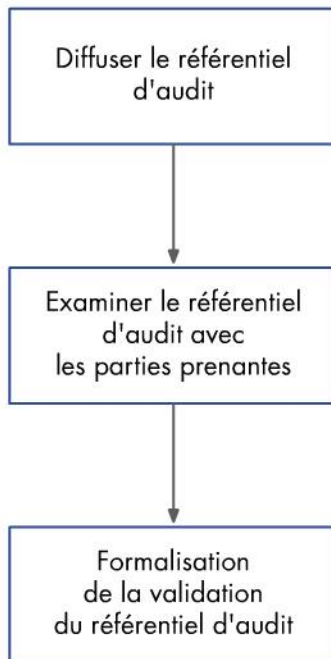 Diffuser le référentiel
d'audit
Examiner le référentiel
d'audit avec
les parties prenantes
Formalisation
de la validation
du référentiel d'audit